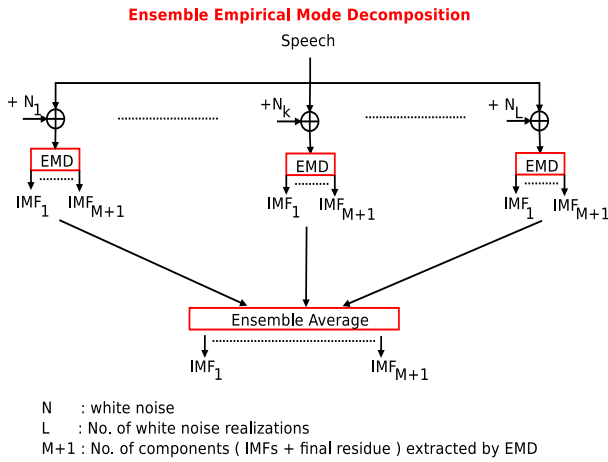 Ensemble Empirical Mode Decomposition
Speech
+ N1 +Nk + NL
EMD EMD EMD
IMF1 IMFM+1 IMF1 IMFM+1 IMF1 IMFM+1
Ensemble Average
IMF1 IMFM+1
N : white noise
L : No. of white noise realizations
M+1 : No. of components ( IMFs + final residue ) extracted by EMD